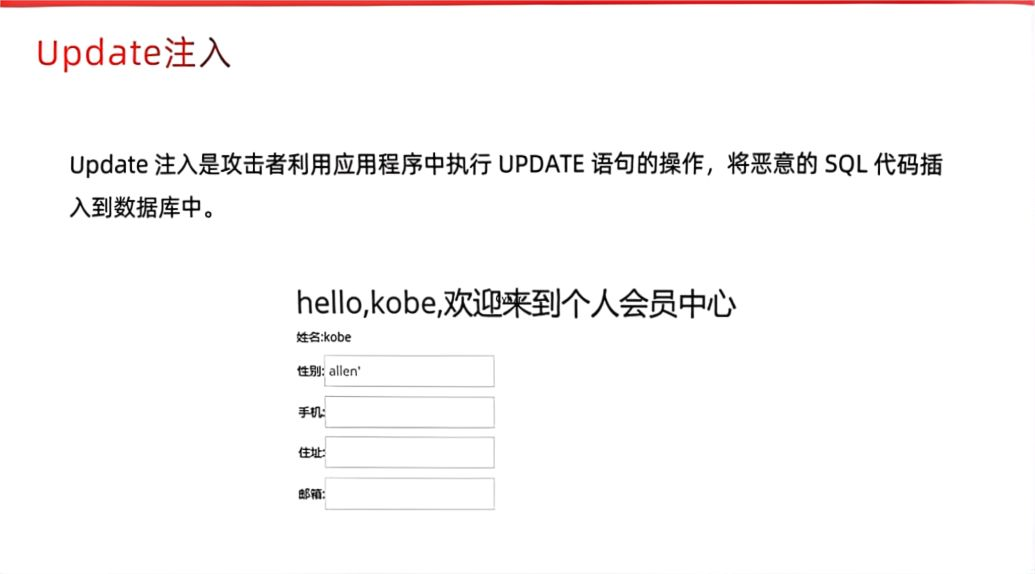 Update注入
Update 注入是攻击者利用应用程序中执行 UPDATE 语句的操作，将恶意的 SQL 代码插
入到数据库中。
hello,kobe,欢迎来到个人会员中心
姓名:kobe
性别: allen'
手机:
住址:
邮箱: